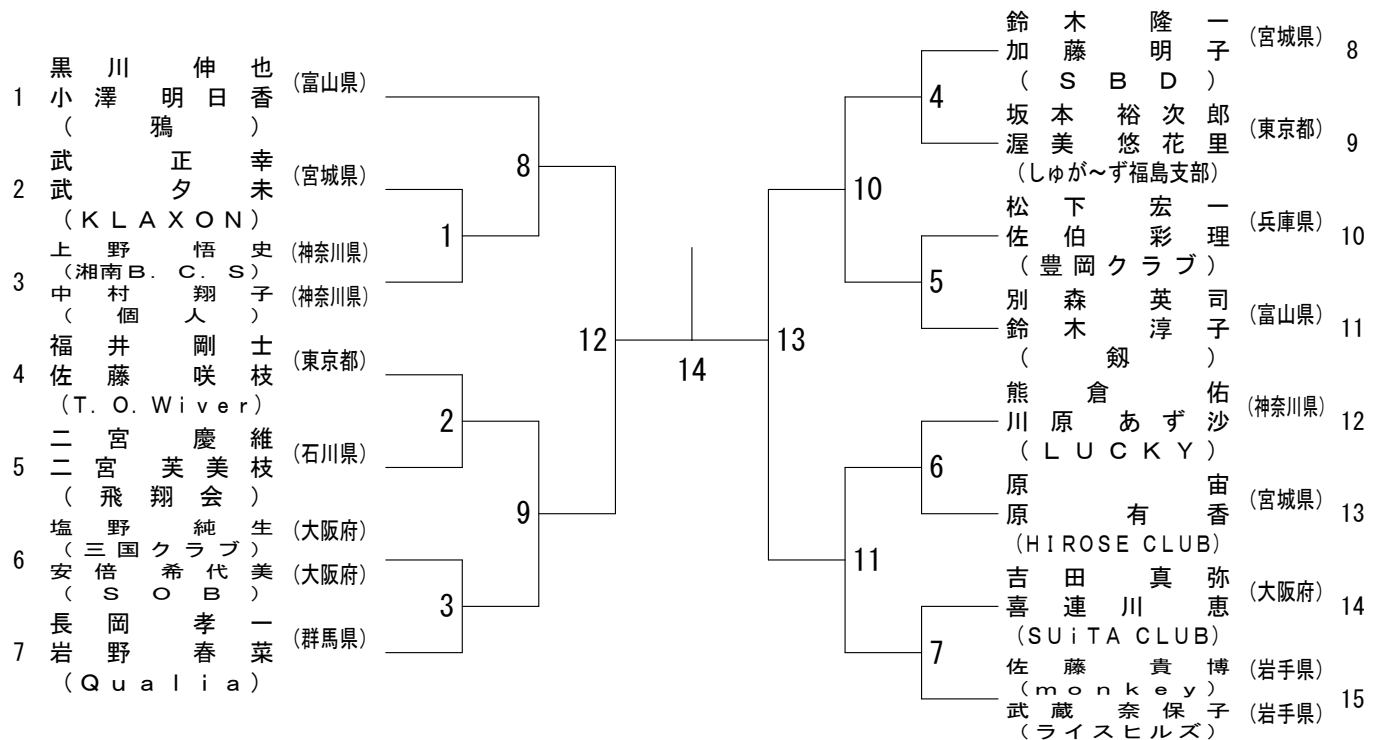 黒川伸也
1 小澤明日香 (富山県)
(鴉)
武正幸
2 武夕未 (宮城県)
(KLAXON)
上野悟史 (神奈川県)
(湘南B.C.S)
3
中村翔子 (神奈川県)
(個人)
福井剛士
4 佐藤咲枝 (東京都)
(T.O.Wiver)
二宮慶維
5 二宮芙美枝 (石川県)
(飛翔会)
塩野純生 (大阪府)
(三国クラブ)
6
安倍希代美 (大阪府)
(SOB)
長岡孝一
7 岩野春菜 (群馬県)
(Qualia)
8
1
2
9
3
12
14
13
4
10
5
6
11
7
鈴木隆一
加藤明子 (宮城県) 8
(SBD)
坂本裕次郎
渥美悠花里 (東京都) 9
(しゅが～ず福島支部)
松下宏一
佐伯彩理 (兵庫県) 10
(豊岡クラブ)
別森英司
鈴木淳子 (富山県) 11
(剱)
熊倉佑
川原あず沙 (神奈川県) 12
(LUCKY)
原宙
原有香 (宮城県) 13
(HIROSE CLUB)
吉田真弥
喜連川恵 (大阪府) 14
(SUiTA CLUB)
佐藤貴博 (岩手県)
(monkey)
15
武蔵奈保子 (岩手県)
(ライスヒルズ)